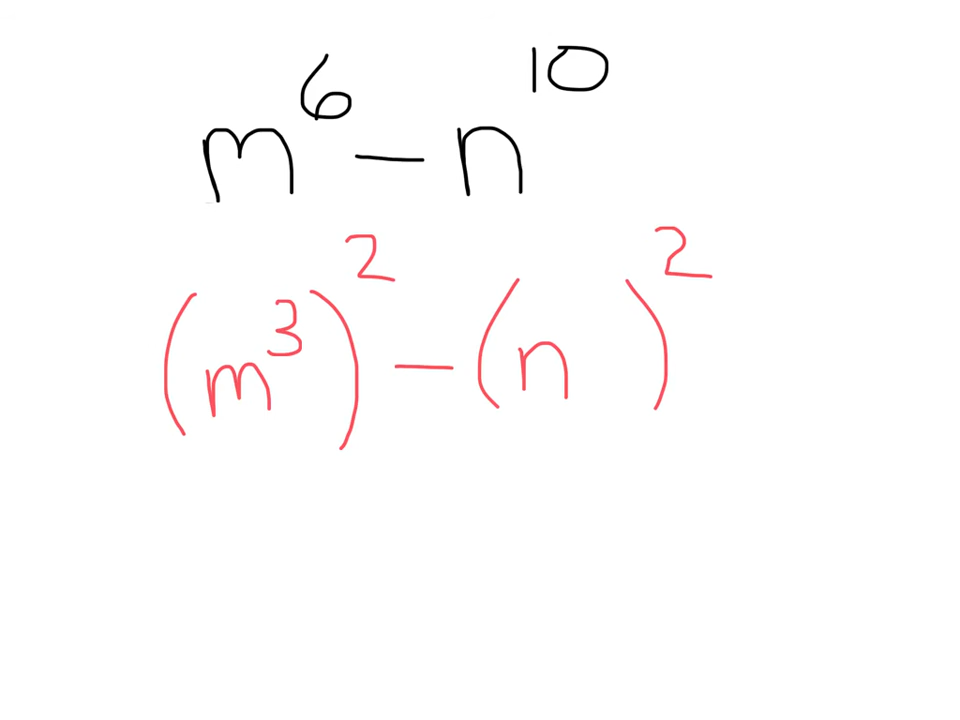 m⁶ – n¹⁰
(m³)² – (n )²